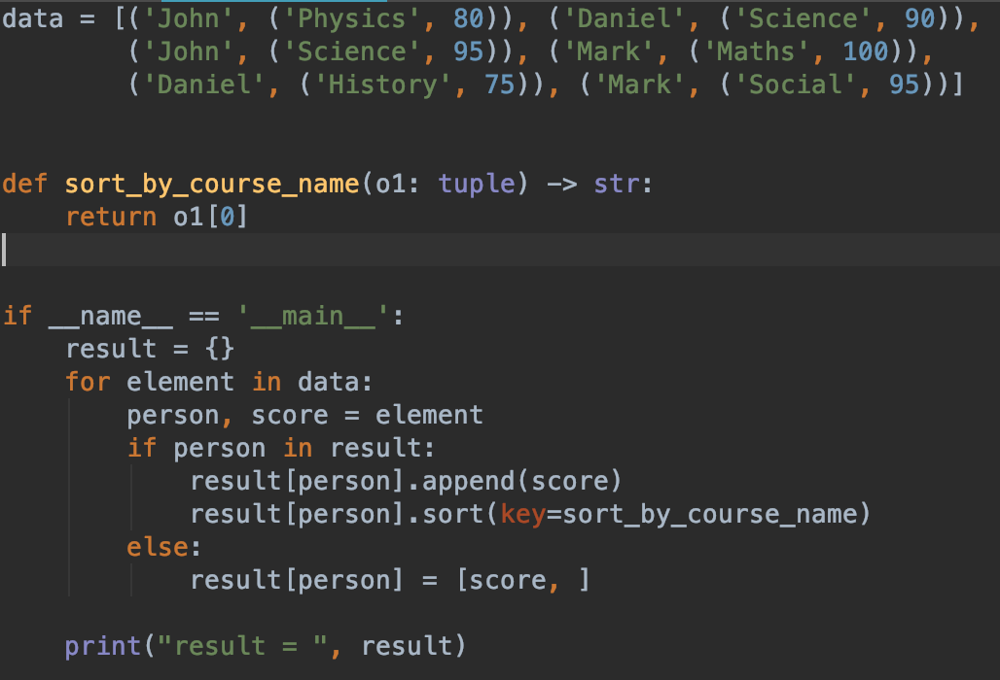 data = [('John', ('Physics', 80)), ('Daniel', ('Science', 90)),
        ('John', ('Science', 95)), ('Mark', ('Maths', 100)),
        ('Daniel', ('History', 75)), ('Mark', ('Social', 95))]
def sort_by_course_name(o1: tuple) -> str:
    return o1[0]
if __name__ == '__main__':
    result = {}
    for element in data:
        person, score = element
        if person in result:
            result[person].append(score)
            result[person].sort(key=sort_by_course_name)
        else:
            result[person] = [score, ]
    print("result = ", result)